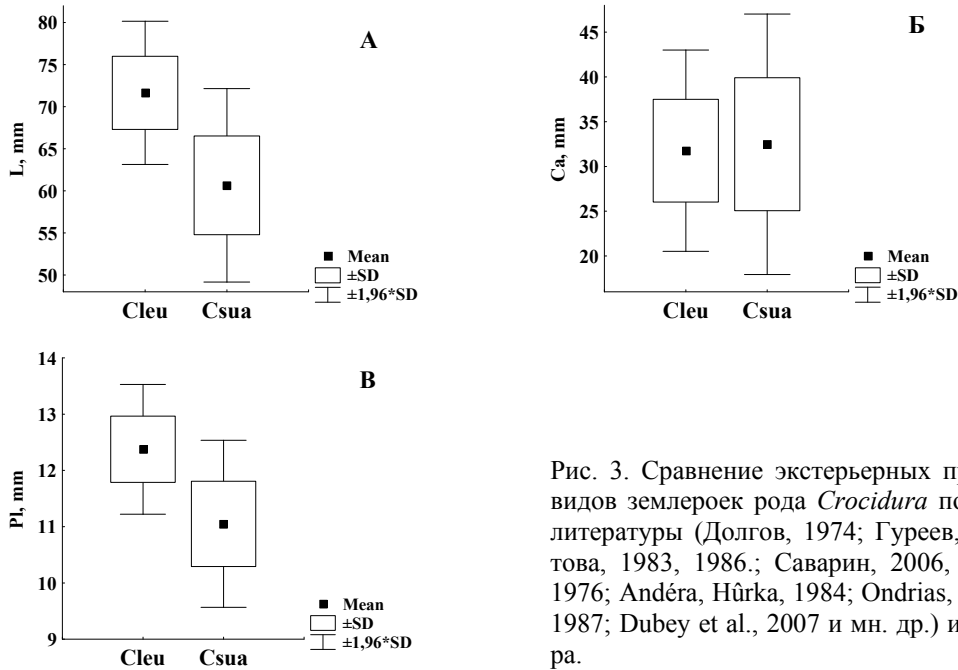 А
80
75
70
65
60
55
50
L, mm
Cleu Csua
Mean
±SD
±1,96*SD
Б
45
40
35
30
25
20
Ca, mm
Cleu Csua
Mean
±SD
±1,96*SD
В
14
13
12
11
10
9
Pl, mm
Cleu Csua
Mean
±SD
±1,96*SD
Рис. 3. Сравнение экстерьерных
видов землероек рода Crocidura
литературы (Долгов, 1974; Гуреев,
това, 1983, 1986.; Саварин, 2006,
1976; Andéra, Hûrka, 1984; Ondrias,
1987; Dubey et al., 2007 и мн. др.) и
ра.